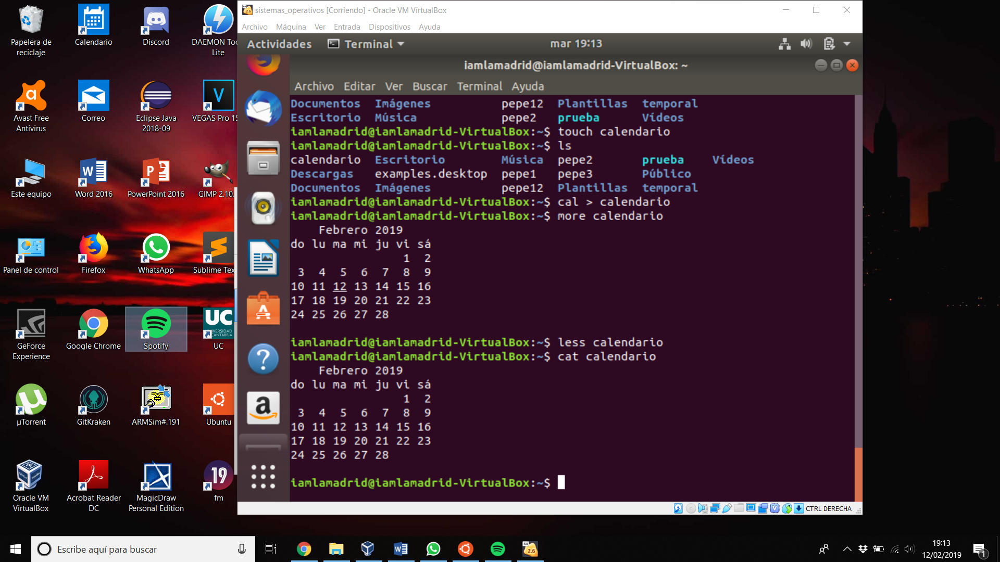 Papelera de
reciclaje
Calendario
Discord
DAEMON Too
Lite
Avast Free
Antivirus
Correo
Eclipse Java
2018-09
VEGAS Pro 15
Este equipo
Word 2016
PowerPoint 2016
GIMP 2.10.
Panel de control
Firefox
WhatsApp
Sublime Tex
GeForce
Experience
Google Chrome
Spotify
UC
UNIVERSIDAD
CANTABRIA
UC
µTorrent
GitKraken
ARMSim#.191
Ubuntu
Oracle VM
VirtualBox
Acrobat Reader
DC
MagicDraw
Personal Edition
19
fm
sistemas_operativos [Corriendo] - Oracle VM VirtualBox
Archivo Máquina Ver Entrada Dispositivos Ayuda
Actividades Terminal mar 19:13
iamlamadrid@iamlamadrid-VirtualBox: ~
Archivo Editar Ver Buscar Terminal Ayuda
Documentos Imágenes pepe12 Plantillas temporal
Escritorio Música pepe2 prueba Vídeos
iamlamadrid@iamlamadrid-VirtualBox:~$ touch calendario
iamlamadrid@iamlamadrid-VirtualBox:~$ ls
calendario Escritorio Música pepe2 prueba Vídeos
Descargas examples.desktop pepe1 pepe3 Público
Documentos Imágenes pepe12 Plantillas temporal
iamlamadrid@iamlamadrid-VirtualBox:~$ cal > calendario
iamlamadrid@iamlamadrid-VirtualBox:~$ more calendario
Febrero 2019
do lu ma mi ju vi sá
1 2
3 4 5 6 7 8 9
10 11 12 13 14 15 16
17 18 19 20 21 22 23
24 25 26 27 28
iamlamadrid@iamlamadrid-VirtualBox:~$ less calendario
iamlamadrid@iamlamadrid-VirtualBox:~$ cat calendario
Febrero 2019
do lu ma mi ju vi sá
1 2
3 4 5 6 7 8 9
10 11 12 13 14 15 16
17 18 19 20 21 22 23
24 25 26 27 28
iamlamadrid@iamlamadrid-VirtualBox:~$
CTRL DERECHA
Escribe aquí para buscar
19:13
12/02/2019
1